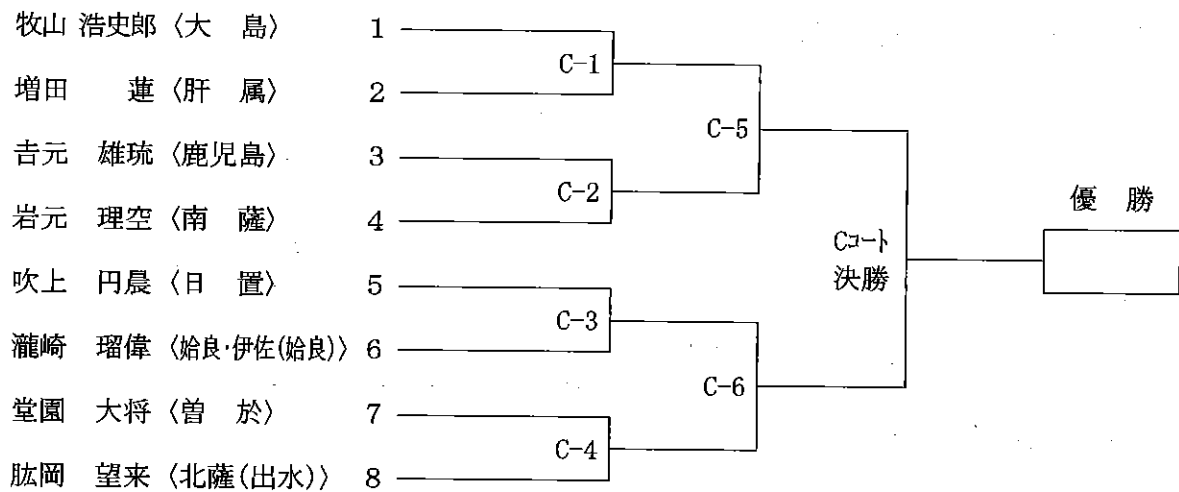 牧山 浩史郎 〈大 島〉 1
C-1
増田 蓮 〈肝 属〉 2
C-5
吉元 雄琉 〈鹿児島〉 3
C-2
岩元 理空 〈南 薩〉 4
優 勝
Cコート
決勝
吹上 円晨 〈日 置〉 5
C-3
瀧崎 瑠偉 〈姶良・伊佐(姶良)〉 6
C-6
堂園 大将 〈曽 於〉 7
C-4
肱岡 望来 〈北薩(出水)〉 8